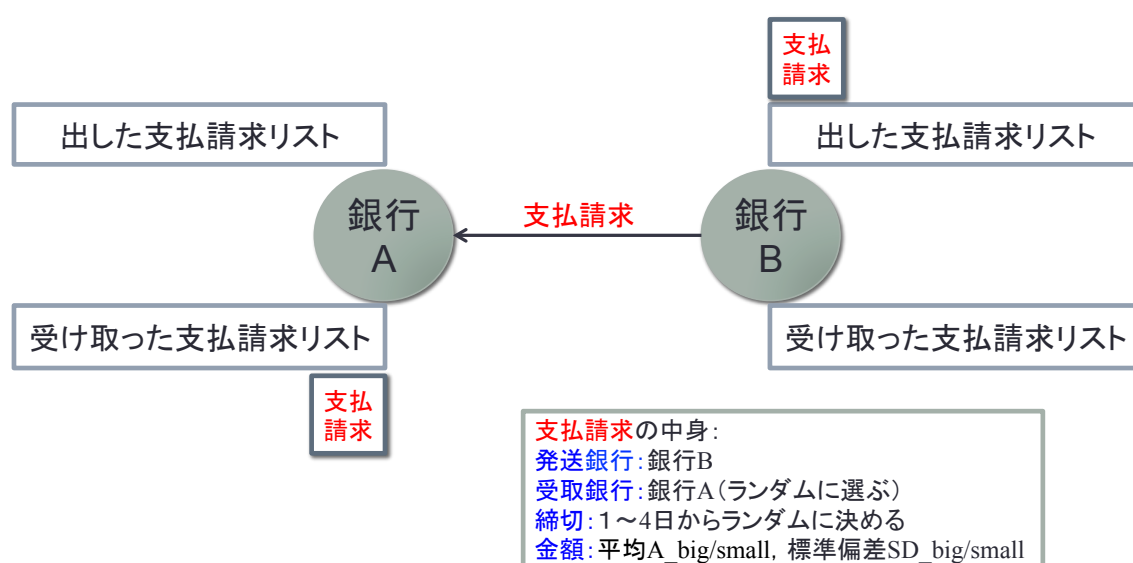 支払
請求
出した支払請求リスト
出した支払請求リスト
銀行
A
支払請求
銀行
B
受け取った支払請求リスト
受け取った支払請求リスト
支払
請求
支払請求の中身：
発送銀行：銀行B
受取銀行：銀行A（ランダムに選ぶ）
締切：１～4日からランダムに決める
金額：平均A_big/small，標準偏差SD_big/small